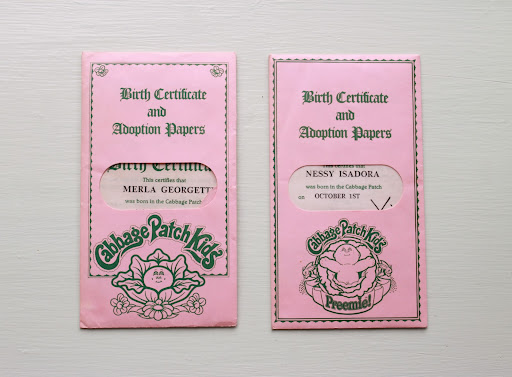 Birth Certificate
and
Adoption Papers
This certifies that
MERLA GEORGETT
was born in the Cabbage Patch
Cabbage Patch Kids
Birth Certificate
and
Adoption Papers
NESSY ISADORA
was born in the Cabbage Patch
on OCTOBER 1ST
Cabbage Patch Kids
Preemie!